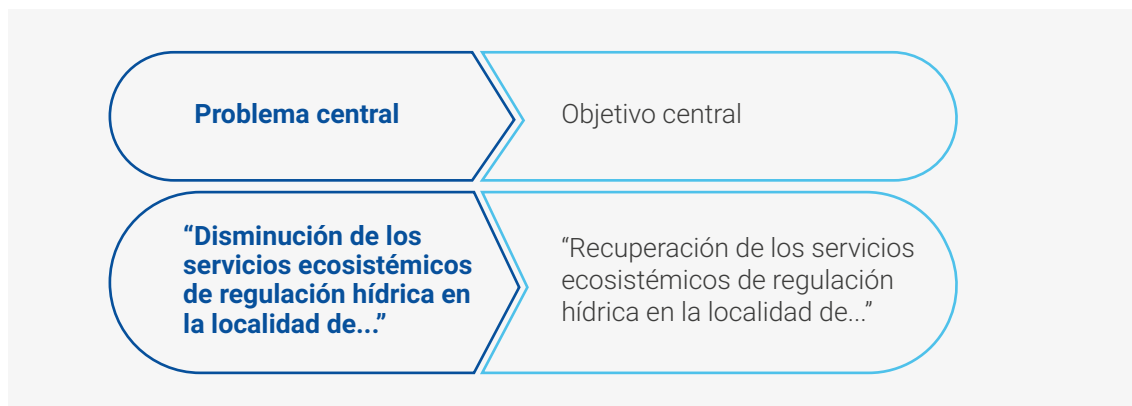 Problema central
Objetivo central
“Disminución de los
servicios ecosistémicos
de regulación hídrica en
la localidad de...”
“Recuperación de los servicios
ecosistémicos de regulación
hídrica en la localidad de...”